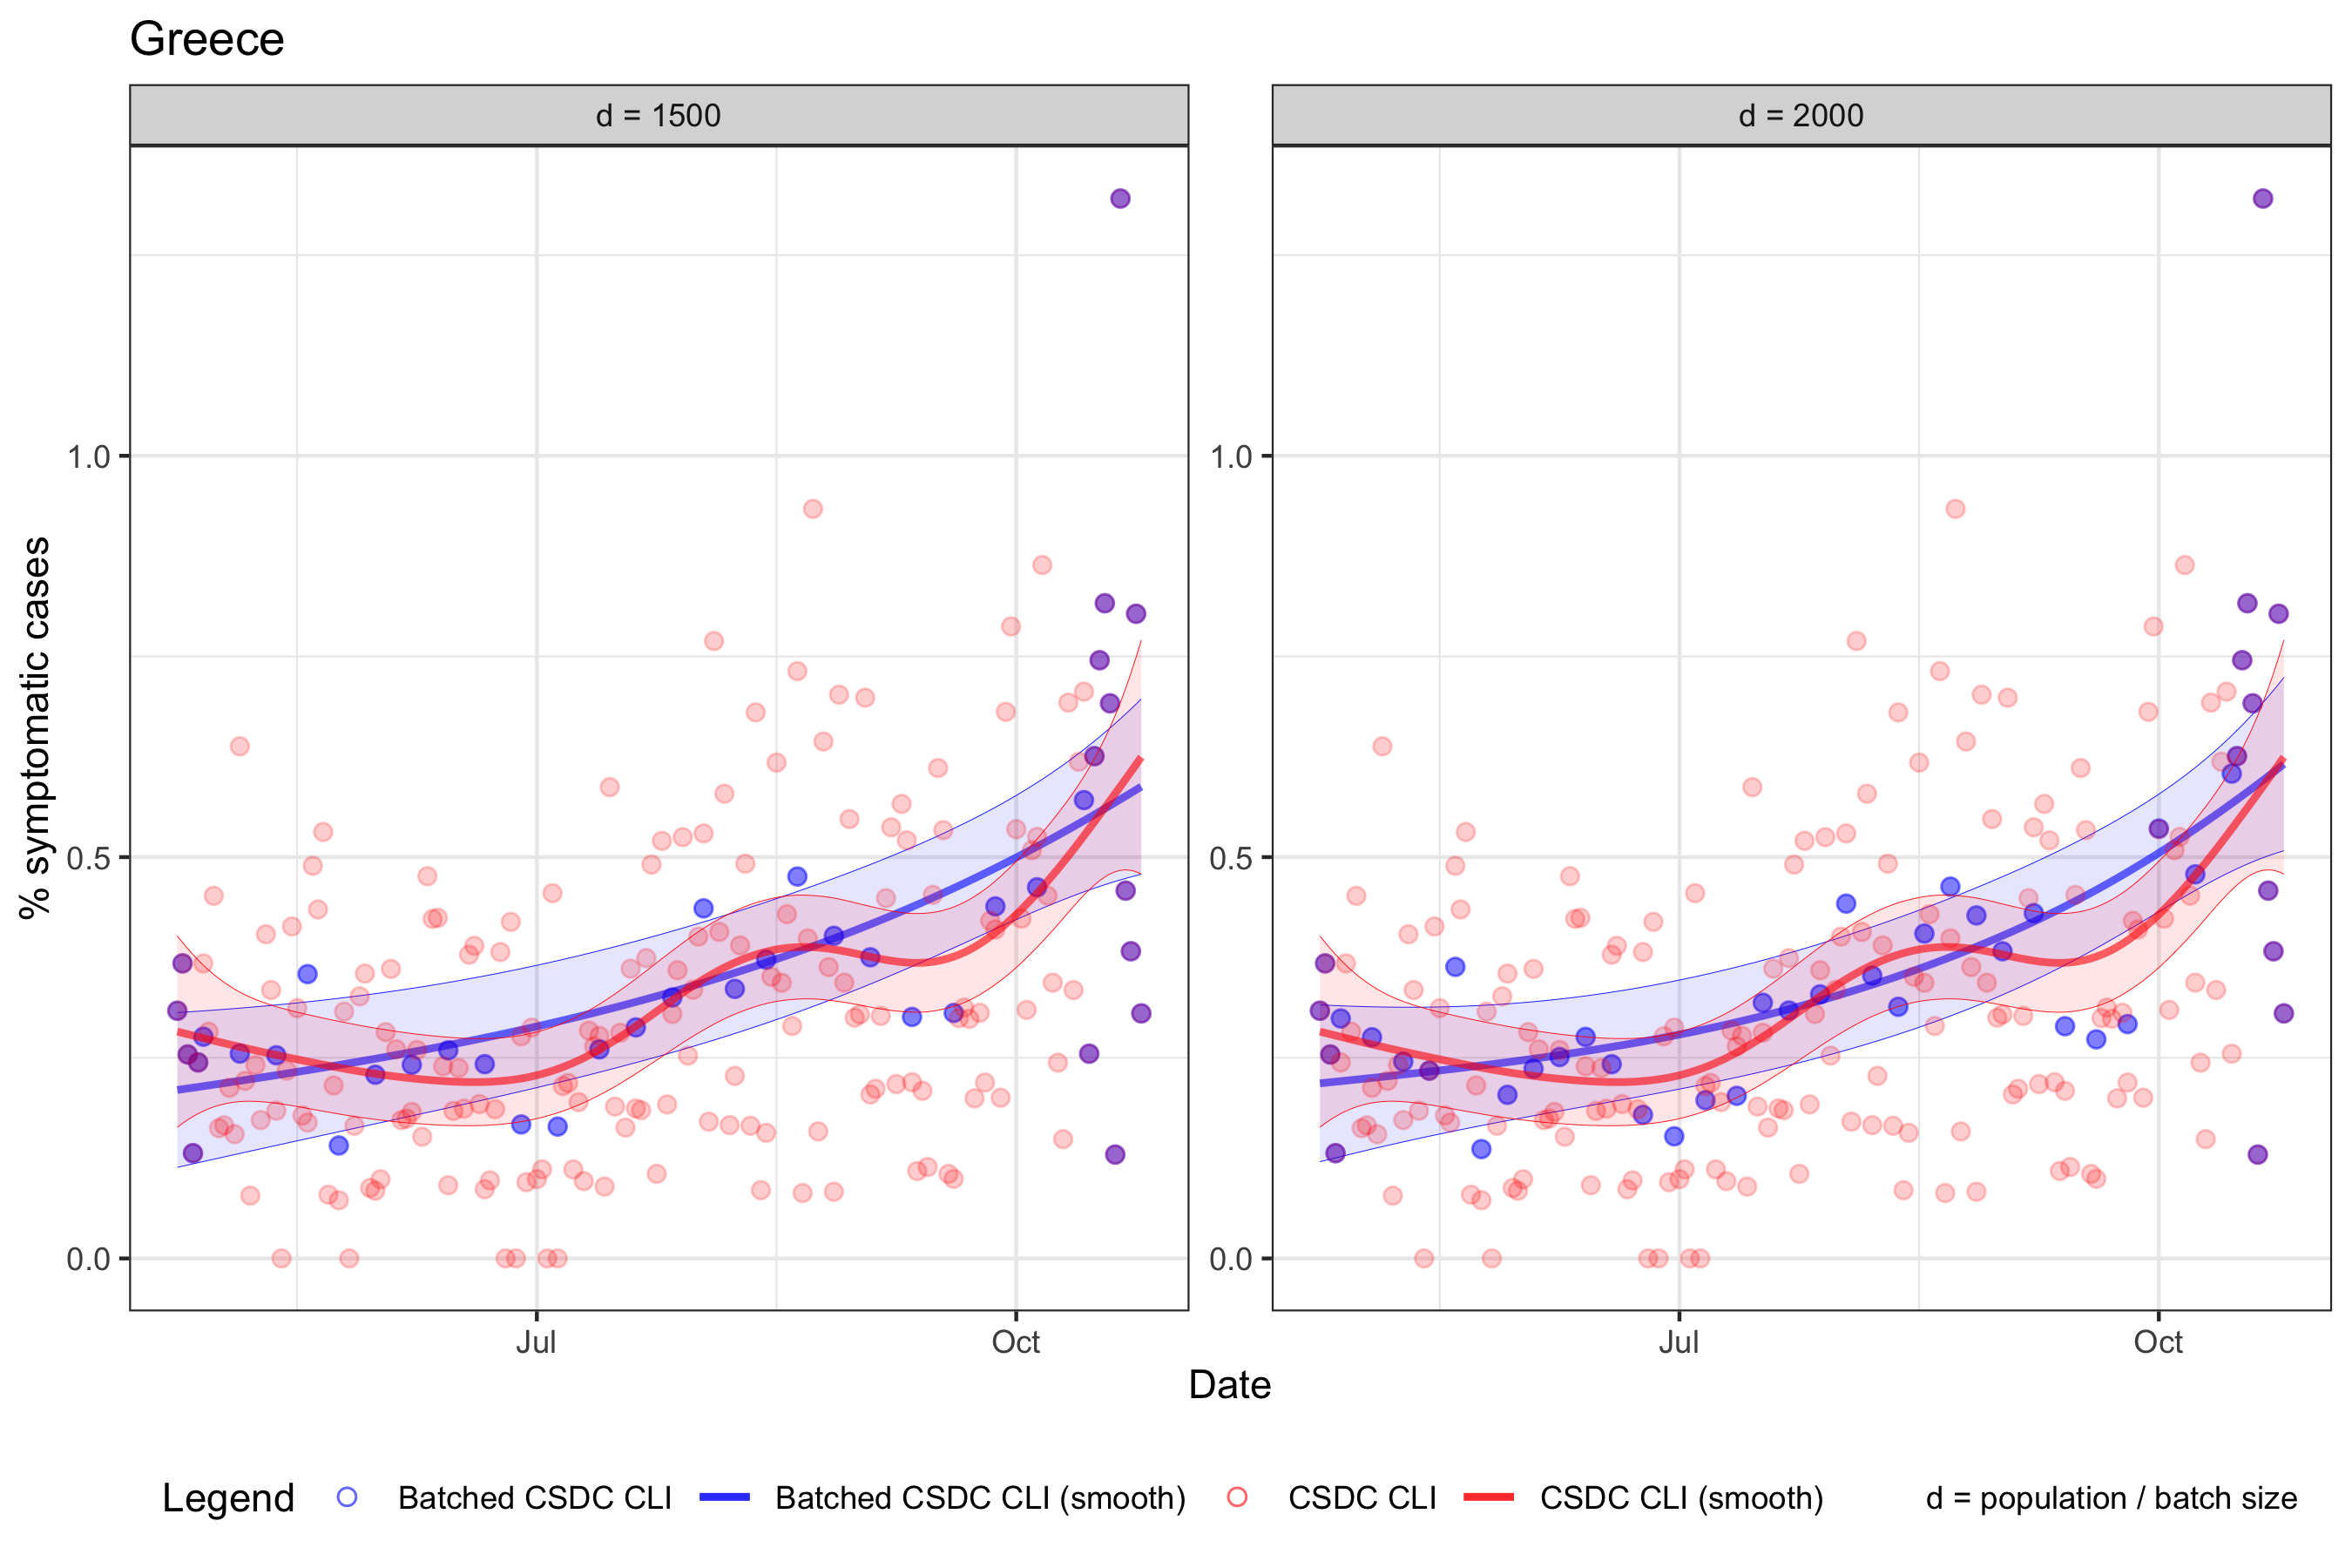 Greece
d = 1500
d = 2000
% symptomatic cases
1.0
0.5
0.0
1.0
0.5
0.0
Jul
Oct
Jul
Oct
Date
Legend
Batched CSDC CLI
Batched CSDC CLI (smooth)
CSDC CLI
CSDC CLI (smooth)
d = population / batch size